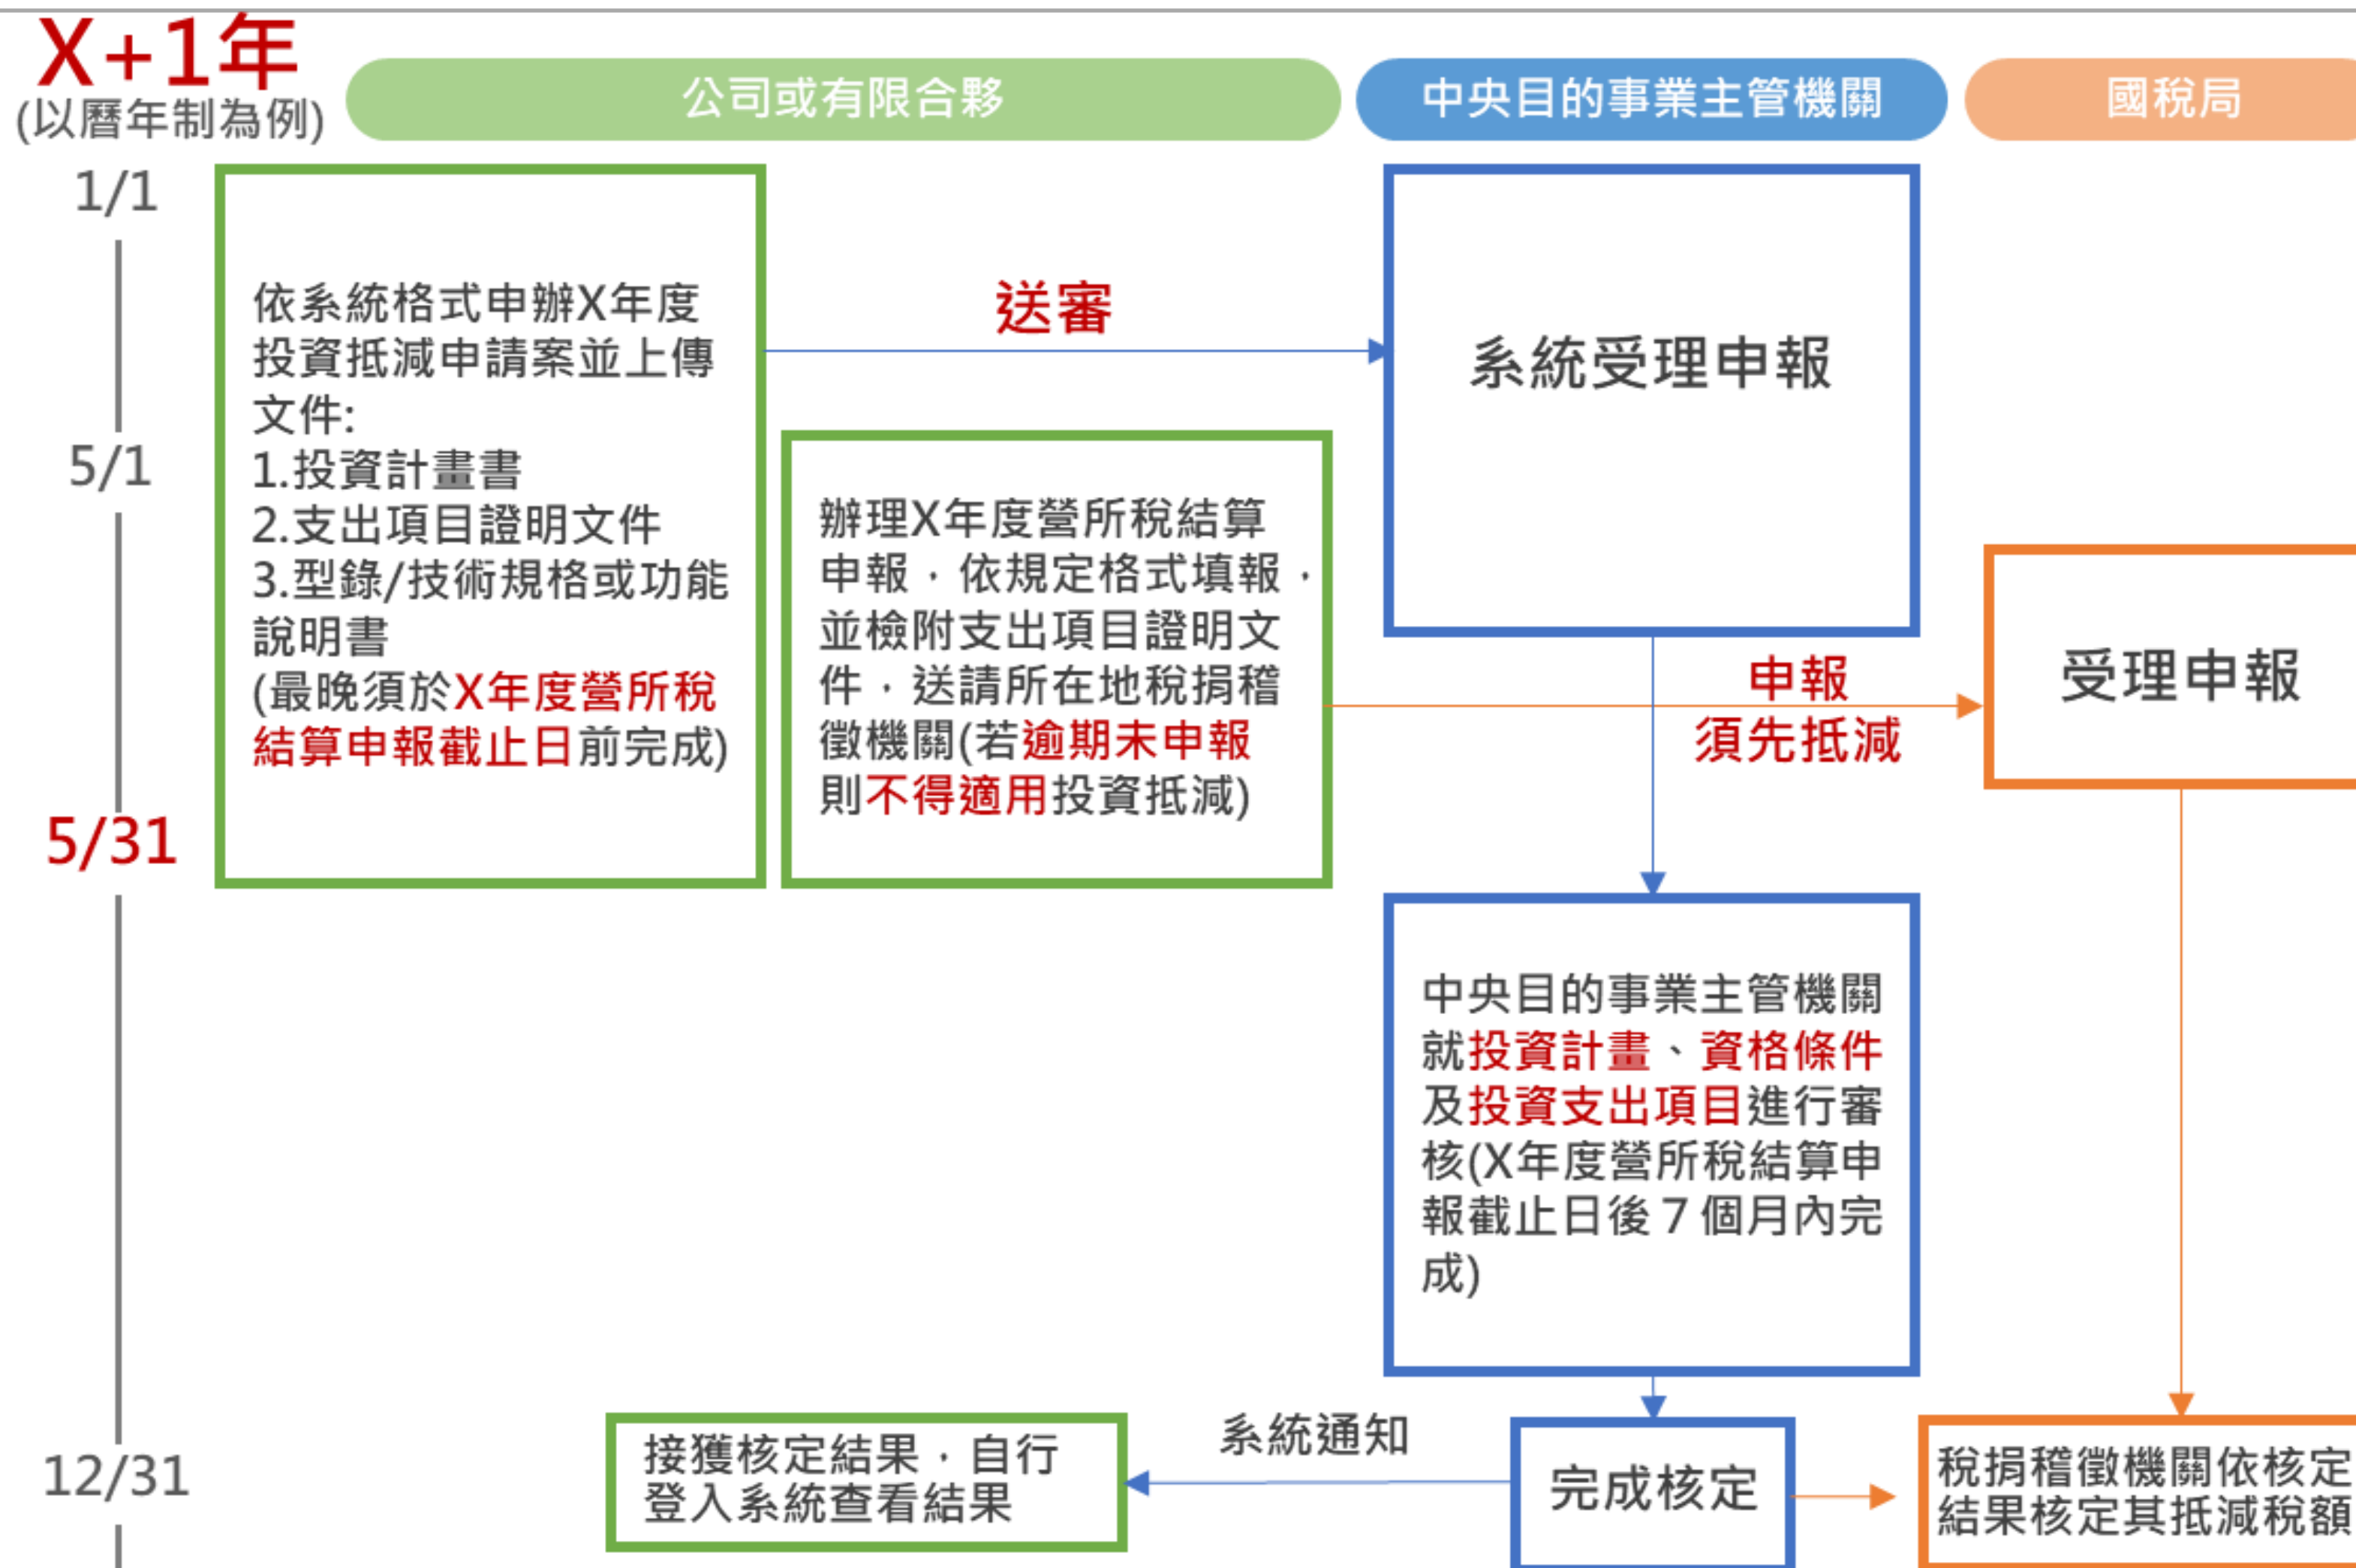 X+1年
(以曆年制為例)
公司或有限合夥
中央目的事業主管機關
國稅局
1/1
5/1
5/31
12/31
依系統格式申辦X年度
投資抵減申請案並上傳
文件:
1.投資計畫書
2.支出項目證明文件
3.型錄/技術規格或功能
說明書
(最晚須於X年度營所稅
結算申報截止日前完成)
送審
系統受理申報
辦理X年度營所稅結算
申報，依規定格式填報，
並檢附支出項目證明文
件，送請所在地稅捐稽
徵機關(若逾期未申報
則不得適用投資抵減)
申報
須先抵減
受理申報
中央目的事業主管機關
就投資計畫、資格條件
及投資支出項目進行審
核(X年度營所稅結算申
報截止日後７個月內完
成)
接獲核定結果，自行
登入系統查看結果
系統通知
完成核定
稅捐稽徵機關依核定
結果核定其抵減稅額